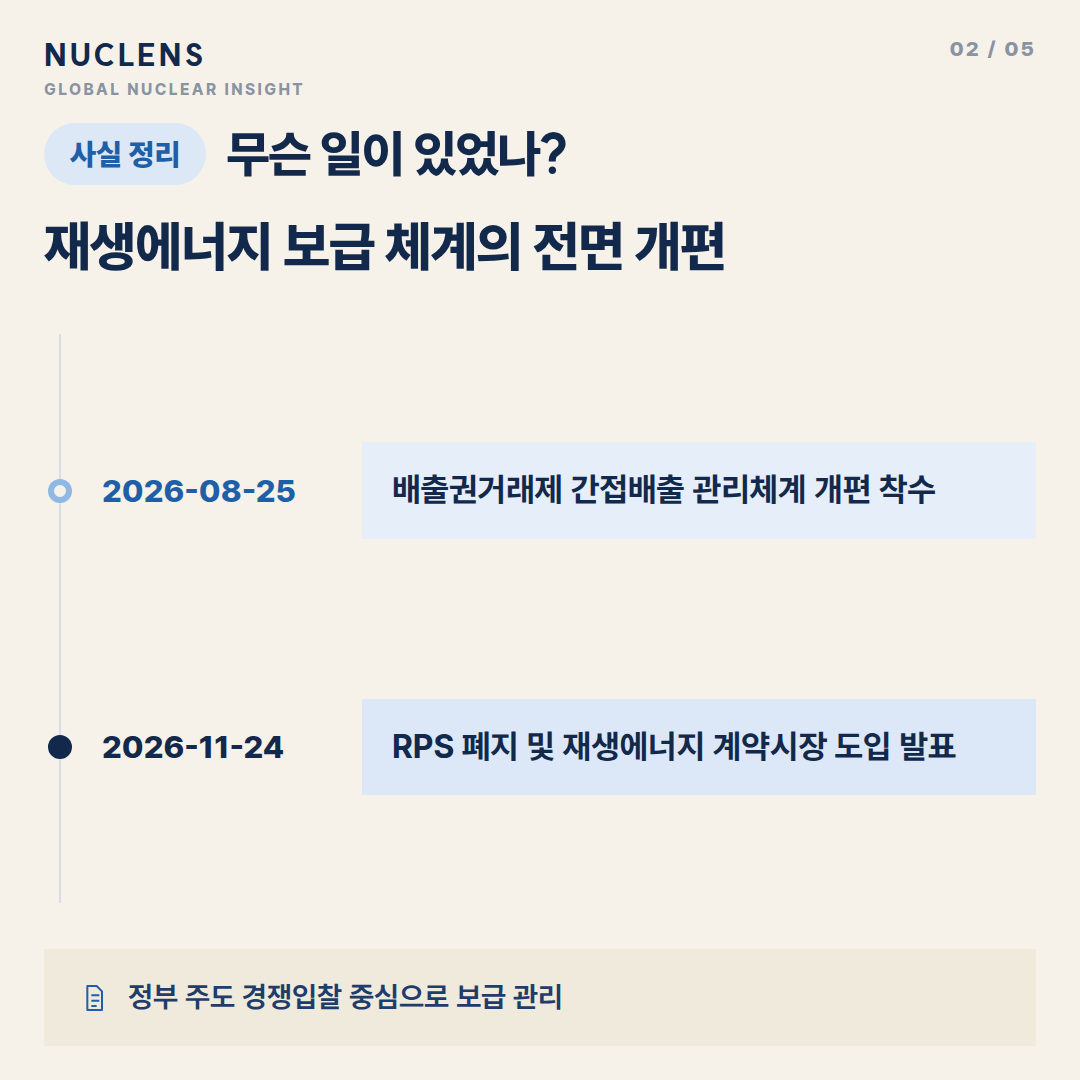 NUCLENS
02 / 05
GLOBAL NUCLEAR INSIGHT
사실 정리
무슨 일이 있었나?
재생에너지 보급 체계의 전면 개편
2026-08-25
배출권거래제 간접배출 관리체계 개편 착수
2026-11-24
RPS 폐지 및 재생에너지 계약시장 도입 발표
정부 주도 경쟁입찰 중심으로 보급 관리